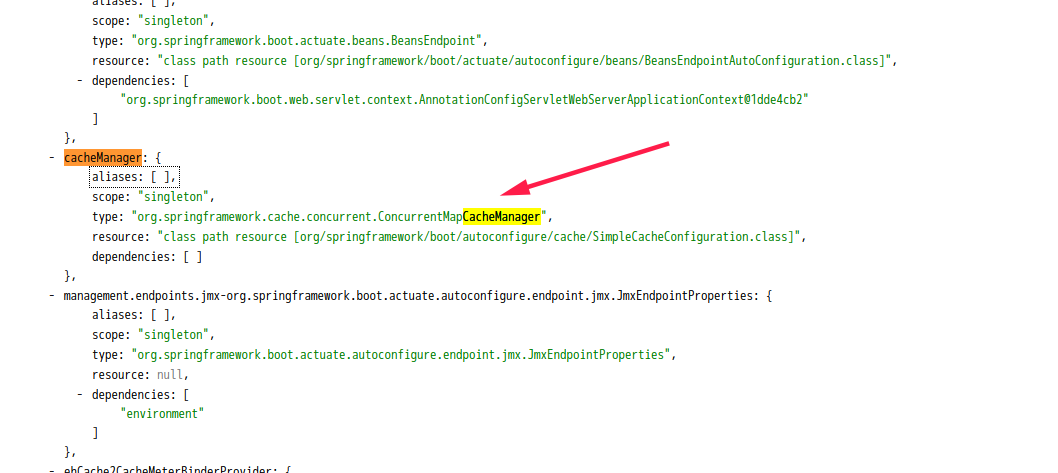 aliases: [ ],
scope: "singleton",
type: "org.springframework.boot.actuate.beans.BeansEndpoint",
resource: "class path resource [org/springframework/boot/actuate/autoconfigure/beans/BeansEndpointAutoConfiguration.class]",
- dependencies: [
"org.springframework.boot.web.servlet.context.AnnotationConfigServletWebServerApplicationContext@1dde4cb2"
]
},
- cacheManager: {
aliases: [ ],
scope: "singleton",
type: "org.springframework.cache.concurrent.ConcurrentMapCacheManager",
resource: "class path resource [org/springframework/boot/autoconfigure/cache/SimpleCacheConfiguration.class]",
dependencies: [ ]
},
- management.endpoints.jmx-org.springframework.boot.actuate.autoconfigure.endpoint.jmx.JmxEndpointProperties: {
aliases: [ ],
scope: "singleton",
type: "org.springframework.boot.actuate.autoconfigure.endpoint.jmx.JmxEndpointProperties",
resource: null,
- dependencies: [
"environment"
]
},
- ehCache2CacheMeterBinderProvider: {